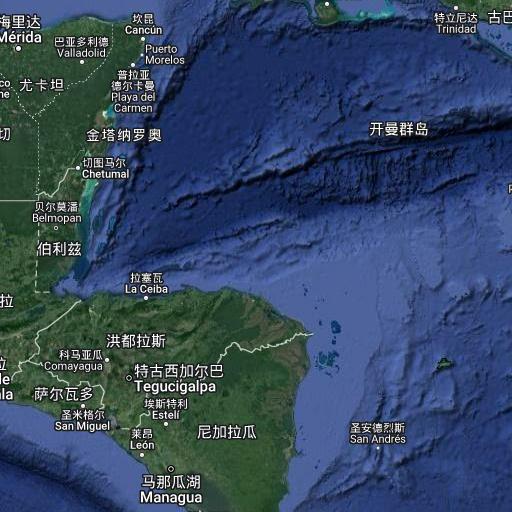 梅里达
Mérida
坎昆
Cancún
特立尼达
Trinidad
古巴
巴亚多利德
Valladolid
Puerto
Morelos
尤卡坦
普拉亚
德尔卡曼
Playa del
Carmen
切
金塔纳罗奥
开曼群岛
切图马尔
Chetumal
贝尔莫潘
Belmopan
伯利兹
拉塞瓦
La Ceiba
拉
洪都拉斯
科马亚瓜
Comayagua
特古西加尔巴
Tegucigalpa
萨尔瓦多
圣米格尔
San Miguel
埃斯特利
Estelí
莱昂
León
尼加拉瓜
圣安德烈斯
San Andrés
马那瓜湖
Managua